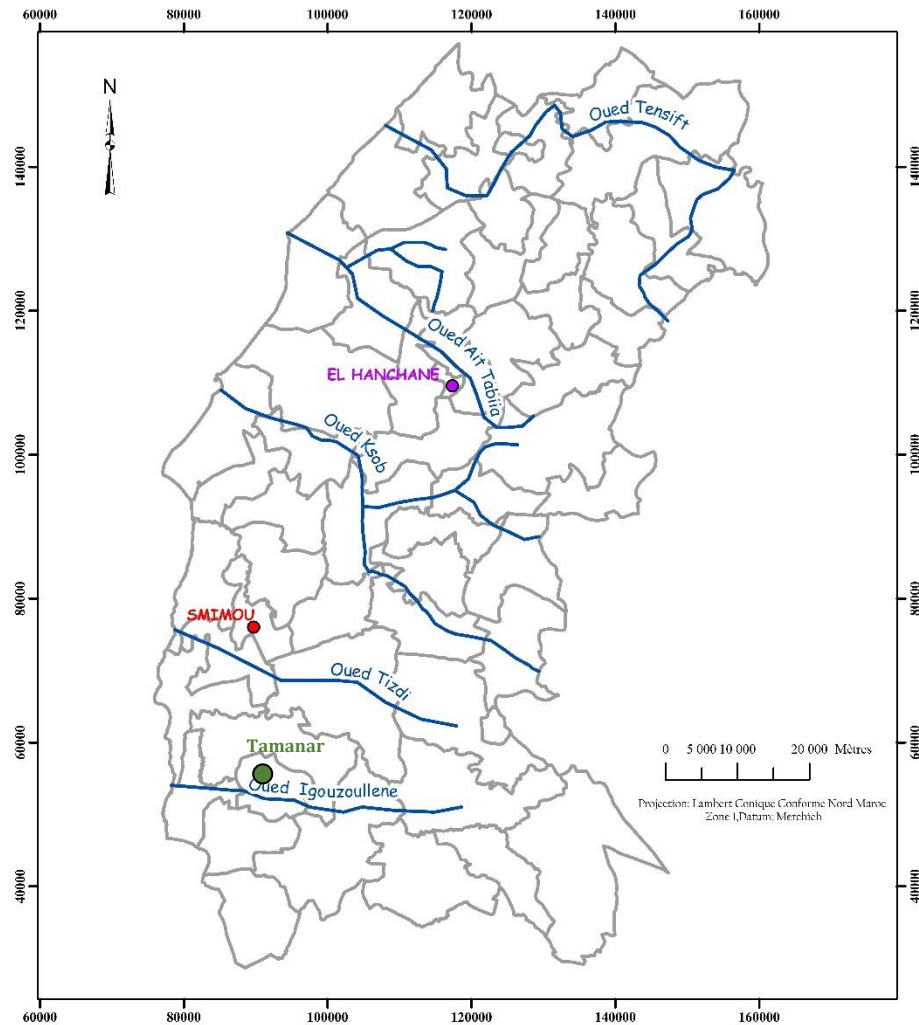 60000 80000 100000 120000 140000 160000
N
Oued Tensift
140000 140000
120000 120000
Oued Ait Tabiia
EL HANCHANE
Oued Ksob
100000 100000
80000 80000
SMIMOU
Oued Tizdi
60000 60000
Tamanar
0 5 000 10 000 20 000 Mètres
Oued Igouzoullene
Projection: Lambert Conique Conforme Nord Maroc
Zone I,Datum: Merchich
40000 40000
60000 80000 100000 120000 140000 160000